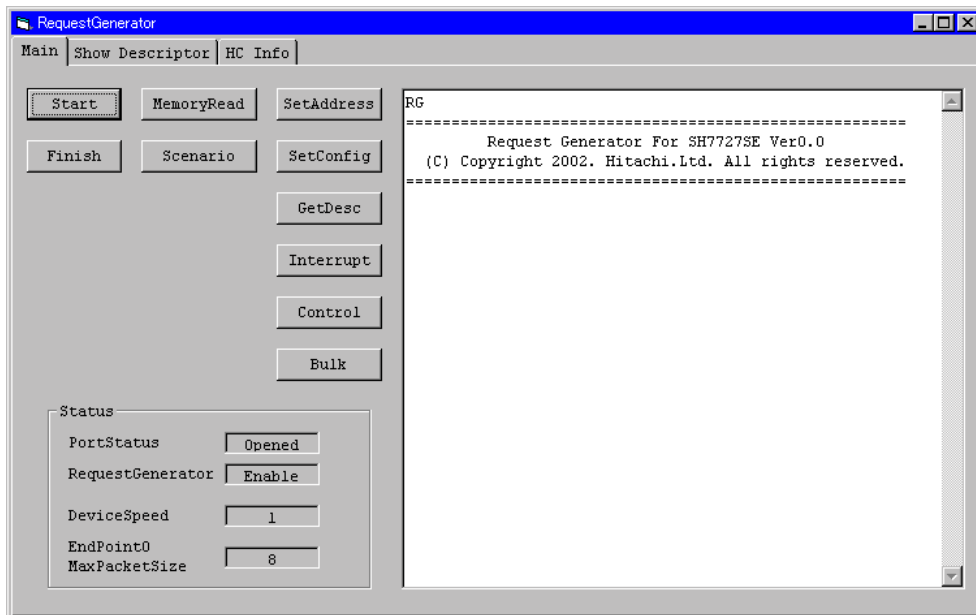 RequestGenerator
Main Show Descriptor HC Info
Start MemoryRead SetAddress
Finish Scenario SetConfig
GetDesc
Interrupt
Control
Bulk
RG
=======================================================
Request Generator For SH7727SE Ver0.0
(C) Copyright 2002. Hitachi.Ltd. All rights reserved.
=======================================================
Status
PortStatus Opened
RequestGenerator Enable
DeviceSpeed 1
EndPoint0
MaxPacketSize 8